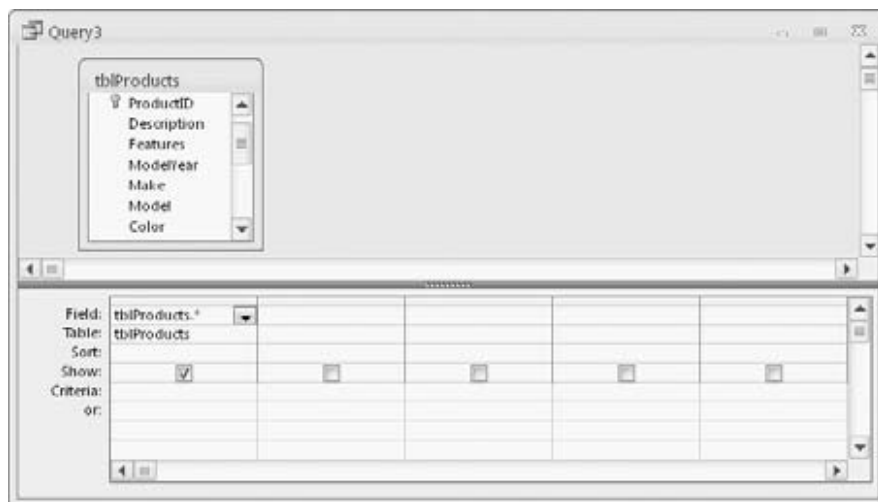 Query3
tblProducts
ProductID
Description
Features
ModelYear
Make
Model
Color
Field: tblProducts.*
Table: tblProducts
Sort:
Show:
Criteria:
or: